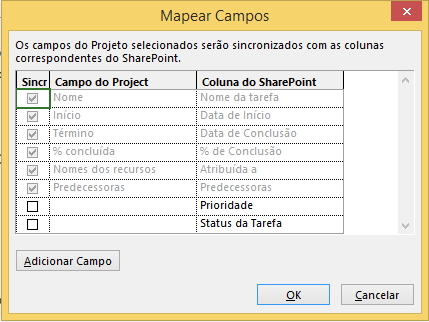 Mapear Campos
Os campos do Projeto selecionados serão sincronizados com as colunas
correspondentes do SharePoint.
Sincr Campo do Project Coluna do SharePoint
Nome Nome da tarefa
Início Data de Início
Término Data de Conclusão
% concluída % de Conclusão
Nomes dos recursos Atribuída a
Predecessoras Predecessoras
Prioridade
Status da Tarefa
Adicionar Campo
OK Cancelar